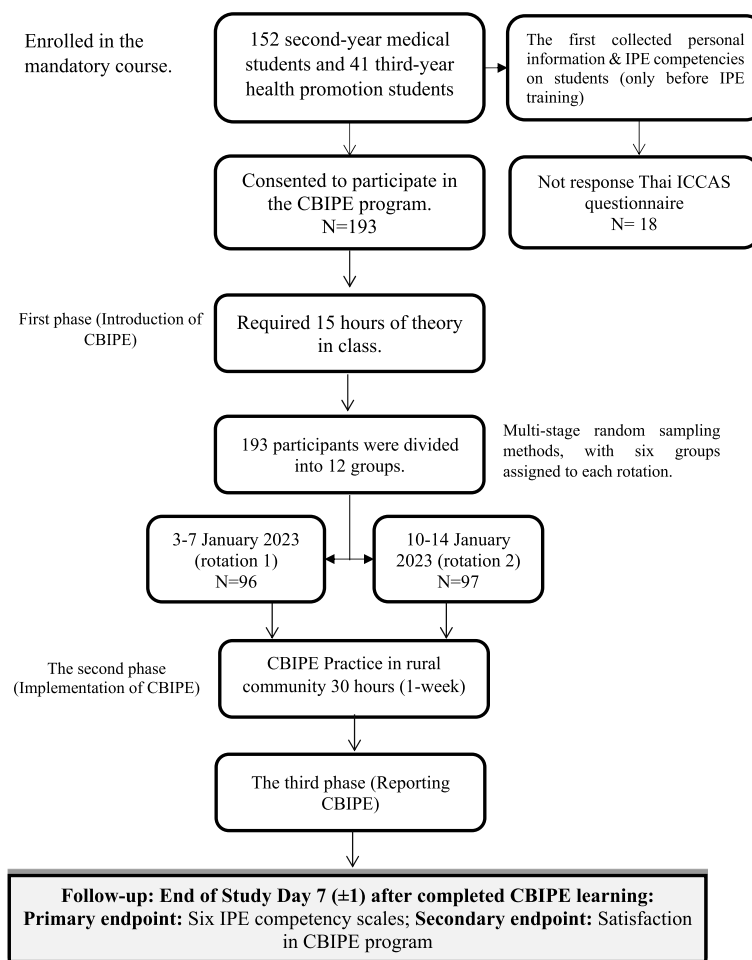 Enrolled in the
mandatory course.
152 second-year medical
students and 41 third-year
health promotion students
The first collected personal
information & IPE competencies
on students (only before IPE
training)
Consented to participate in
the CBIPE program.
N=193
Not response Thai ICCAS
questionnaire
N= 18
First phase (Introduction of
CBIPE)
Required 15 hours of theory
in class.
193 participants were divided
into 12 groups.
Multi-stage random sampling
methods, with six groups
assigned to each rotation.
3-7 January 2023
(rotation 1)
N=96
10-14 January
2023 (rotation 2)
N=97
The second phase
(Implementation of CBIPE)
CBIPE Practice in rural
community 30 hours (1-week)
The third phase (Reporting
CBIPE)
Follow-up: End of Study Day 7 (±1) after completed CBIPE learning:
Primary endpoint: Six IPE competency scales; Secondary endpoint: Satisfaction
in CBIPE program